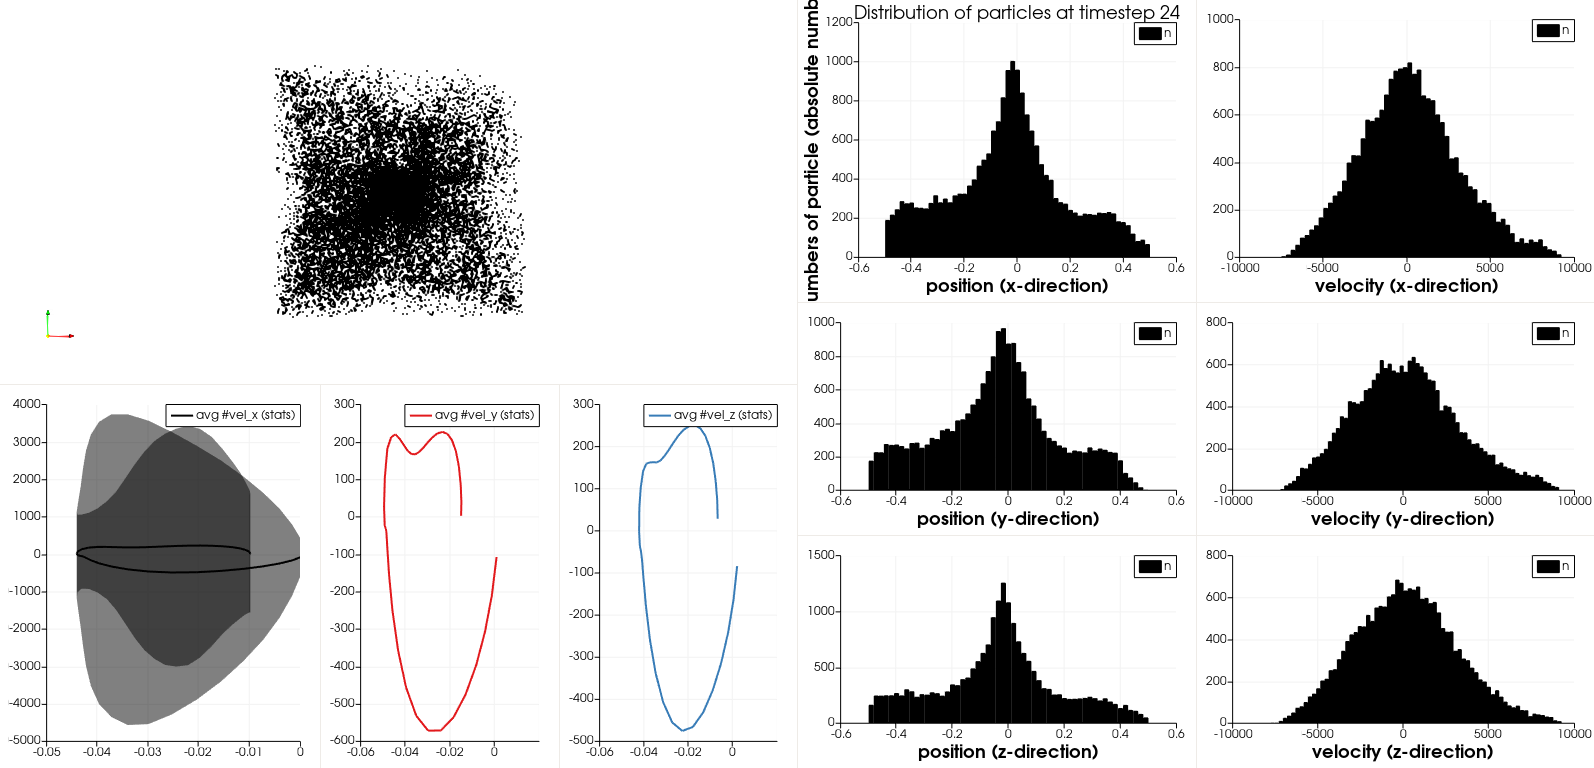 Distribution of particles at timestep 24
umbers of particle (absolute numb
1200
1000
800
600
400
200
0
-0.6 -0.4 -0.2 0 0.2 0.4 0.6
position (x-direction)
n
1000
800
600
400
200
0
-10000 -5000 0 5000 10000
velocity (x-direction)
n
1000
800
600
400
200
0
-0.6 -0.4 -0.2 0 0.2 0.4 0.6
position (y-direction)
n
800
600
400
200
0
-10000 -5000 0 5000 10000
velocity (y-direction)
n
1500
1000
500
0
-0.6 -0.4 -0.2 0 0.2 0.4 0.6
position (z-direction)
n
800
600
400
200
0
-10000 -5000 0 5000 10000
velocity (z-direction)
n
avg #vel_x (stats)
4000
3000
2000
1000
0
-1000
-2000
-3000
-4000
-5000
-0.05 -0.04 -0.03 -0.02 -0.01 0
avg #vel_y (stats)
300
200
100
0
-100
-200
-300
-400
-500
-600
-0.06 -0.04 -0.02 0
avg #vel_z (stats)
300
200
100
0
-100
-200
-300
-400
-500
-0.06 -0.04 -0.02 0